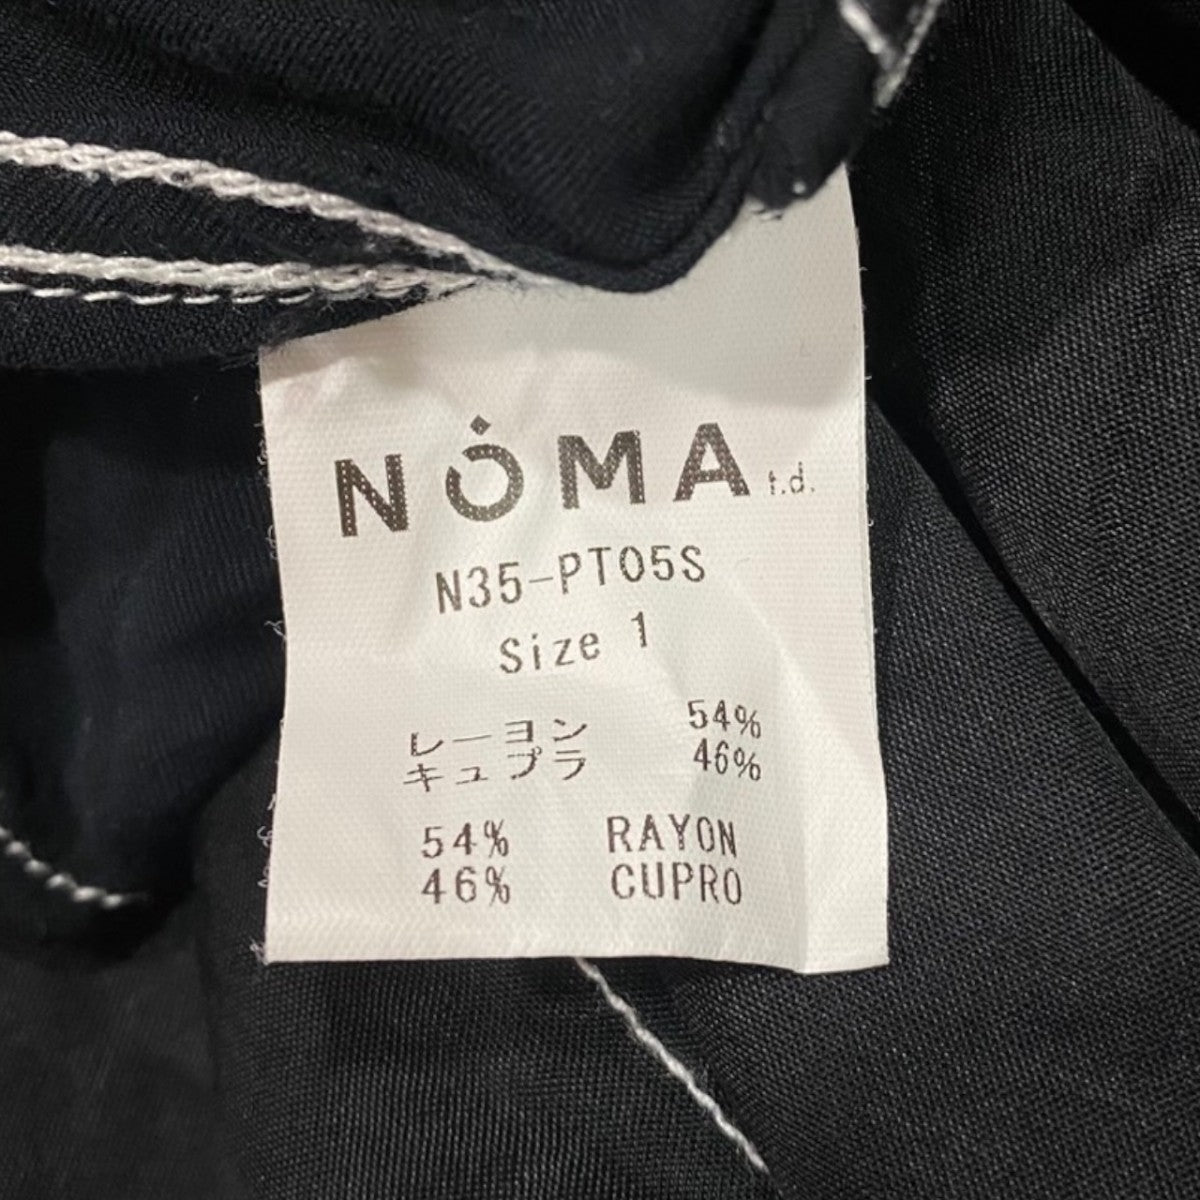 NOMA t.d.
N35-PT05S
Size 1
レーヨン 54%
キュプラ 46%
54% RAYON
46% CUPRO